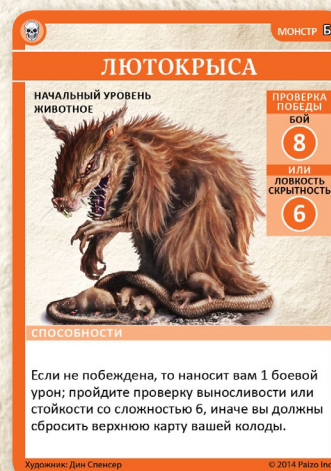 МОНСТР Б
ЛЮТОКРЫСА
НАЧАЛЬНЫЙ УРОВЕНЬ
ЖИВОТНОЕ
ПРОВЕРКА
ПОБЕДЫ
БОЙ
8
ИЛИ
ЛОВКОСТЬ
СКРЫТНОСТЬ
6
СПОСОБНОСТИ
Если не побеждена, то наносит вам 1 боевой
урон; пройдите проверку выносливости или
стойкости со сложностью 6, иначе вы должны
сбросить верхнюю карту вашей колоды.
Художник: Дин Спенсер
© 2014 Paizo Inc